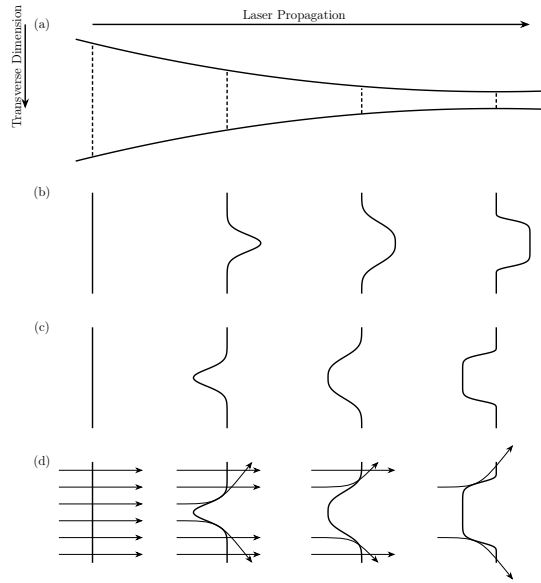 Laser Propagation
(a)
Transverse Dimension
(b)
(c)
(d)